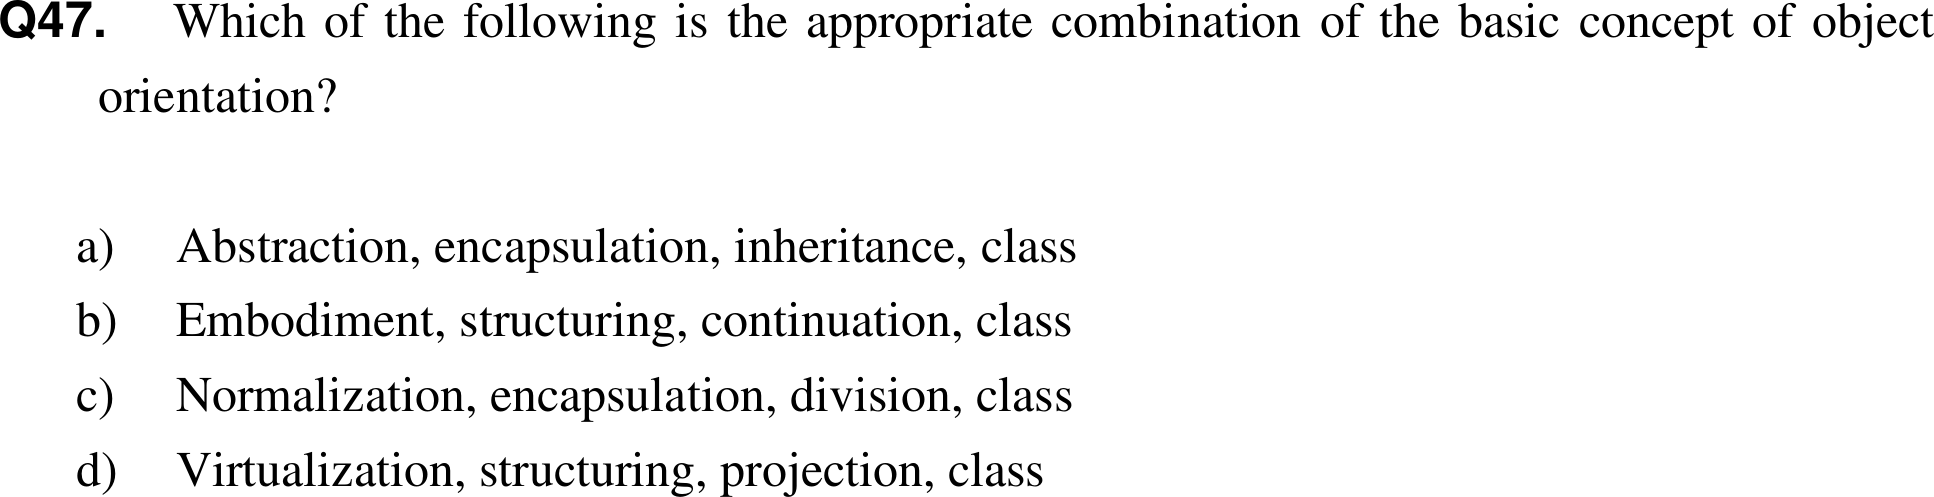 Q47. Which of the following is the appropriate combination of the basic concept of object
orientation?
a) Abstraction, encapsulation, inheritance, class
b) Embodiment, structuring, continuation, class
c) Normalization, encapsulation, division, class
d) Virtualization, structuring, projection, class